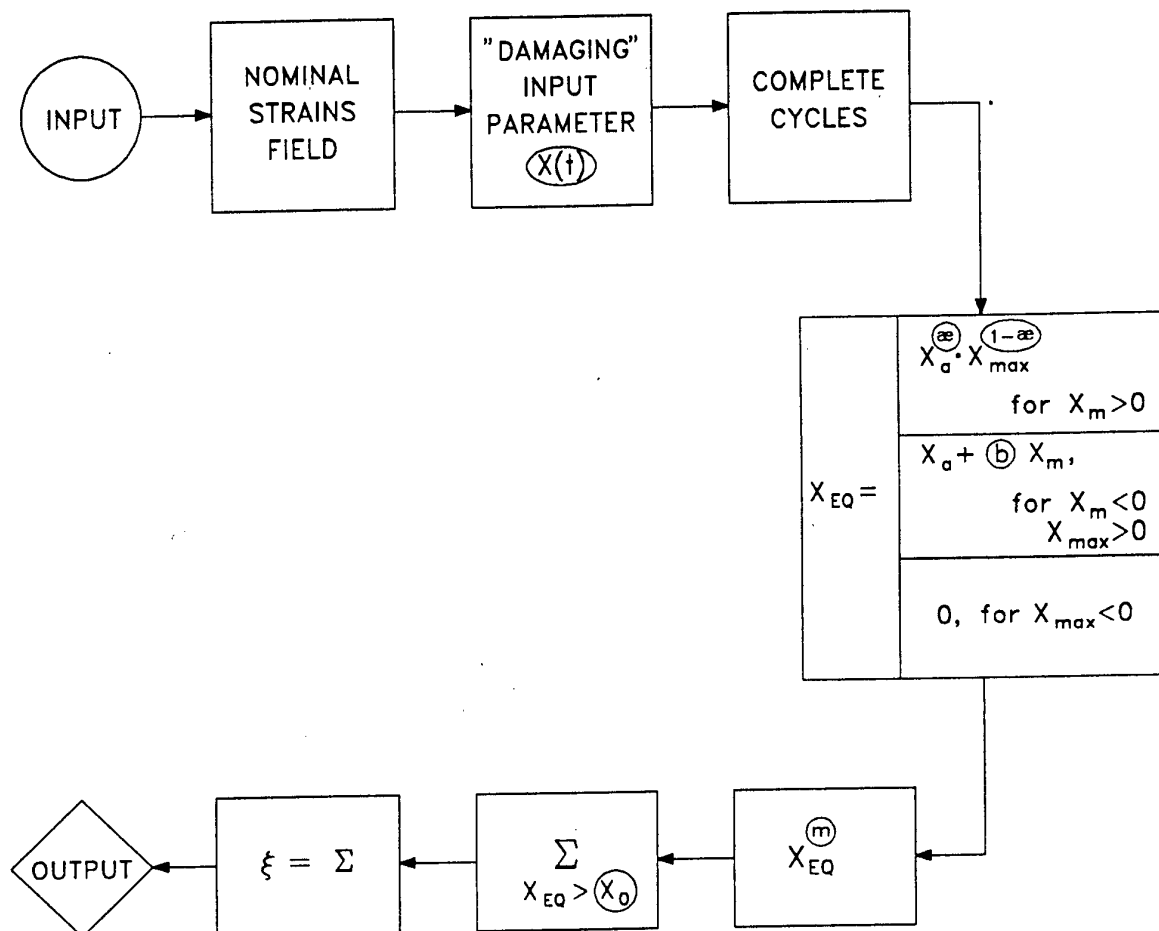 INPUT
NOMINAL
STRAINS
FIELD
"DAMAGING"
INPUT
PARAMETER
X(t)
COMPLETE
CYCLES
X_EQ =
X_a^æ · X_max^(1-æ)
for X_m>0
X_a + b X_m,
for X_m<0
X_max>0
0, for X_max<0
X_EQ^m
Σ
X_EQ > X_0
ξ = Σ
OUTPUT